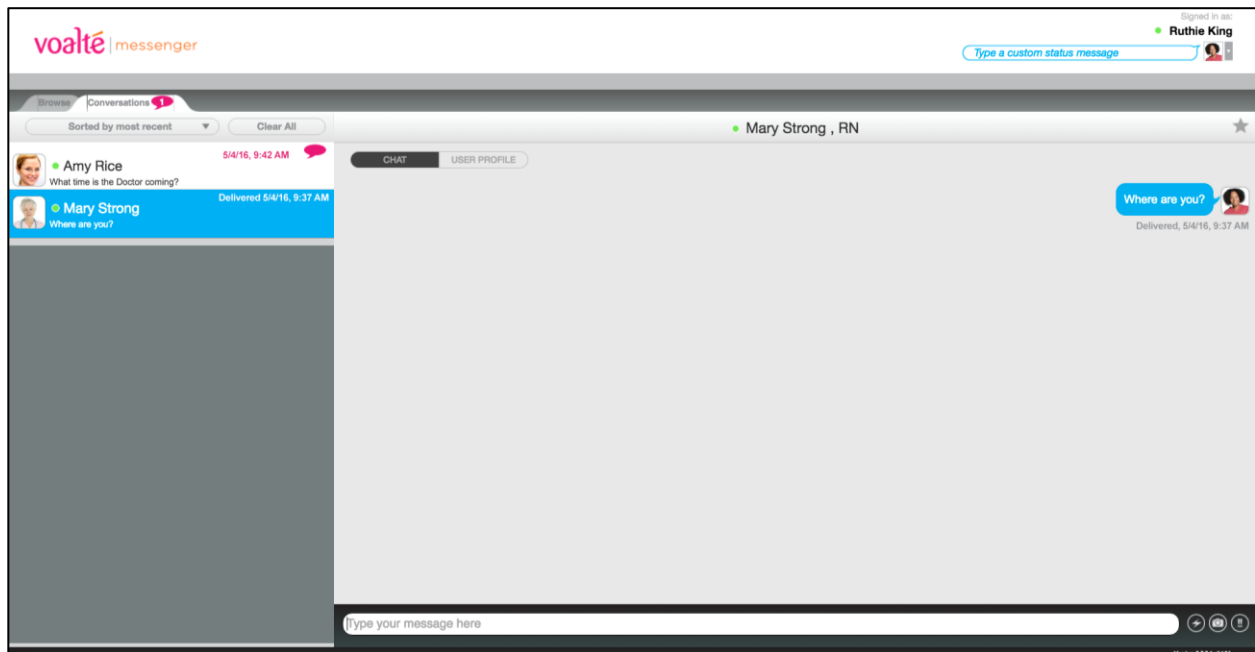 Signed in as:
Ruthie King
voalté messenger
Type a custom status message
Browse Conversations 1
Sorted by most recent ▼ Clear All
Mary Strong , RN
5/4/16, 9:42 AM
Amy Rice
What time is the Doctor coming?
CHAT USER PROFILE
Delivered 5/4/16, 9:37 AM
Mary Strong
Where are you?
Where are you?
Delivered, 5/4/16, 9:37 AM
Type your message here